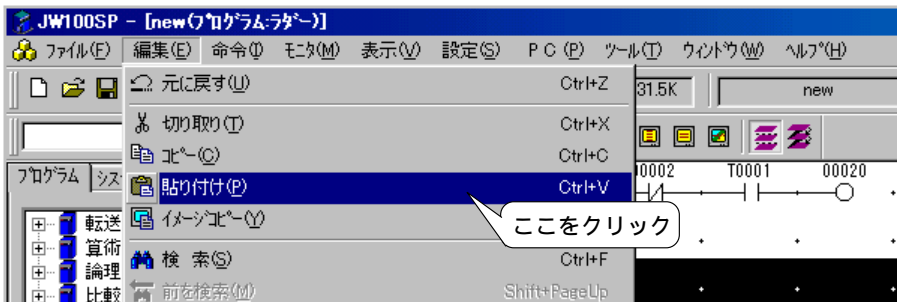 JW100SP - [new(ﾌﾟﾛｸﾞﾗﾑ:ﾗﾀﾞｰ)]
ﾌｧｲﾙ(F) 編集(E) 命令(I) ﾓﾆﾀ(M) 表示(V) 設定(S) P C (P) ﾂｰﾙ(T) ｳｨﾝﾄﾞｳ(W) ﾍﾙﾌﾟ(H)
元に戻す(U) Ctrl+Z
31.5K new
切り取り(T) Ctrl+X
ｺﾋﾟｰ(C) Ctrl+C
ﾌﾟﾛｸﾞﾗﾑ
貼り付け(P) Ctrl+V
T0001 00020
ｲﾒｰｼﾞｺﾋﾟｰ(Y)
ここをクリック
転送
算術
検 索(S) Ctrl+F
論理
比較
前を検索(M) Shift+PageUp